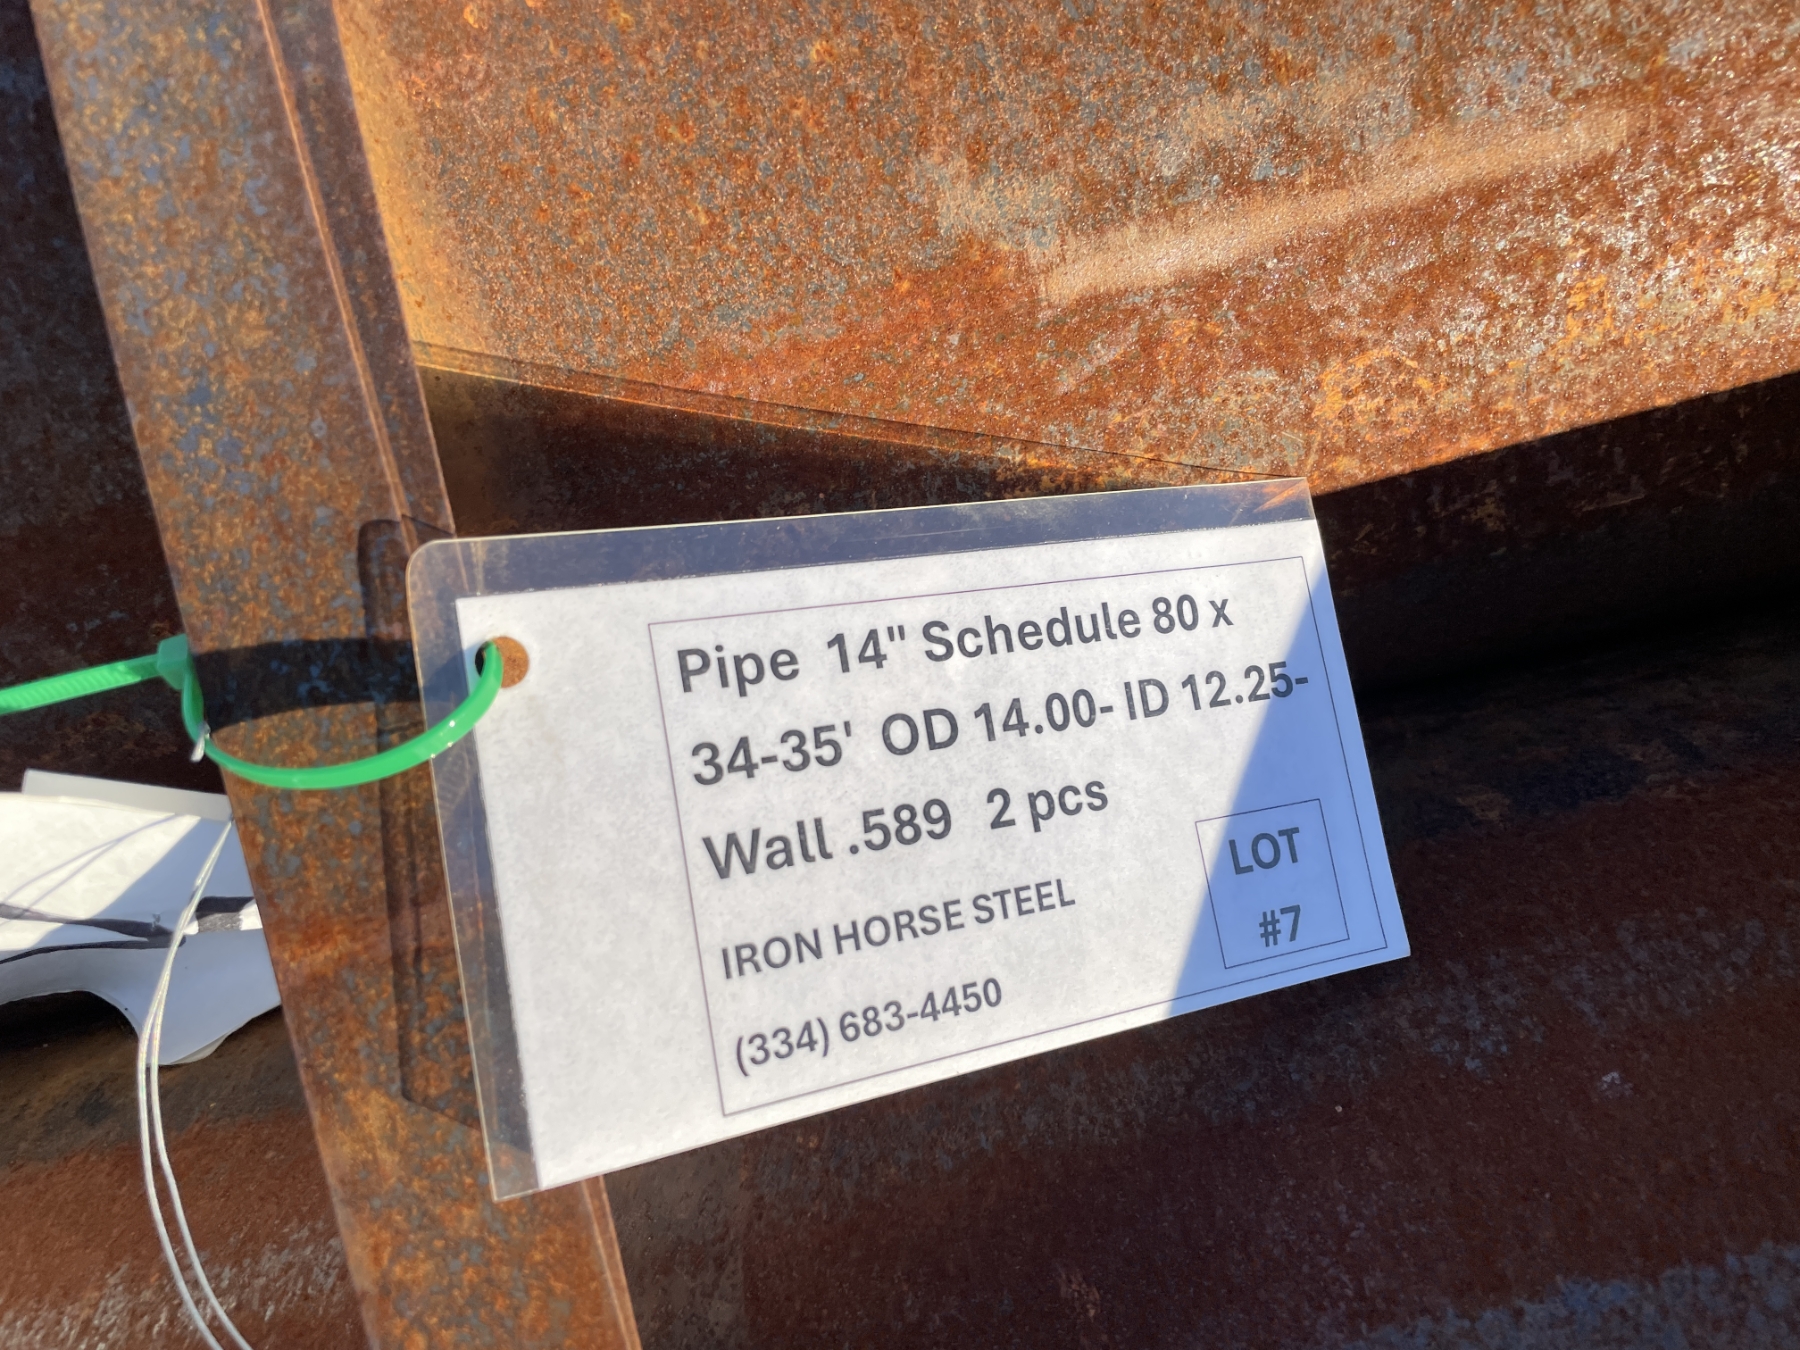 Pipe 14" Schedule 80 x
34-35' OD 14.00- ID 12.25-
Wall .589 2 pcs
IRON HORSE STEEL
(334) 683-4450
LOT
#7